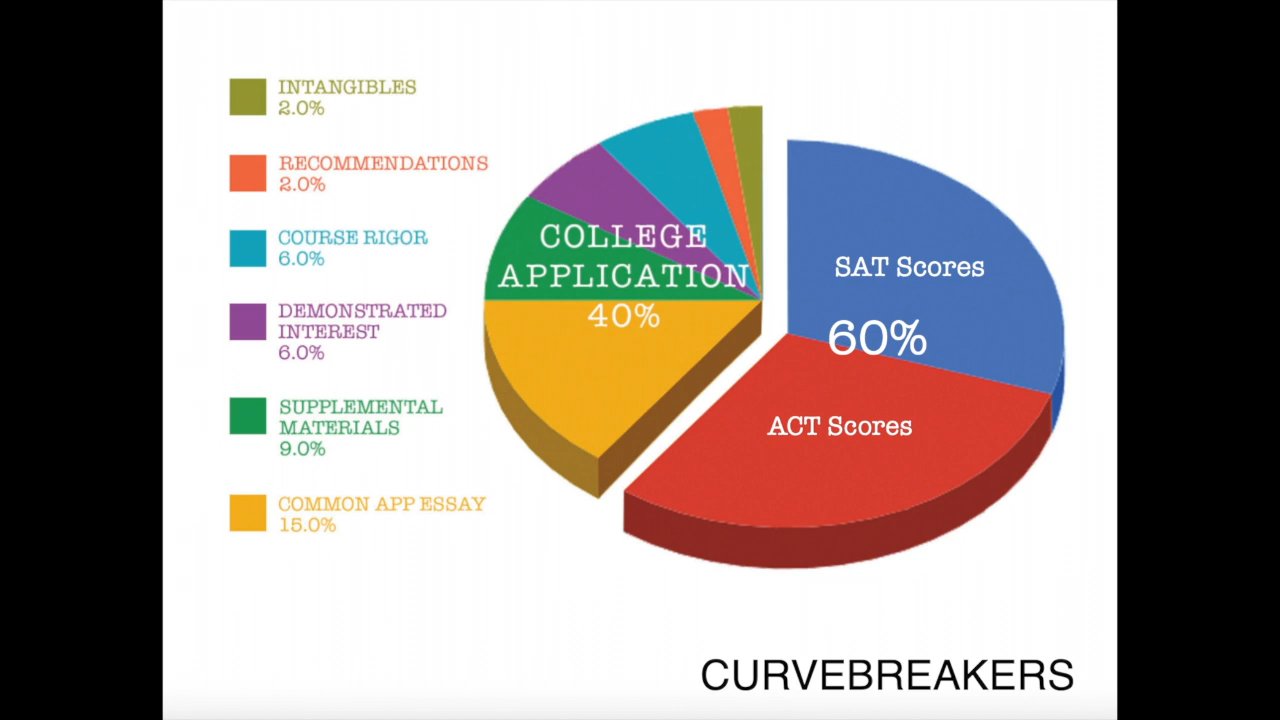 INTANGIBLES
2.0%
RECOMMENDATIONS
2.0%
COURSE RIGOR
6.0%
DEMONSTRATED
INTEREST
6.0%
SUPPLEMENTAL
MATERIALS
9.0%
COMMON APP ESSAY
15.0%
COLLEGE
APPLICATION
40%
SAT Scores
60%
ACT Scores
CURVEBREAKERS